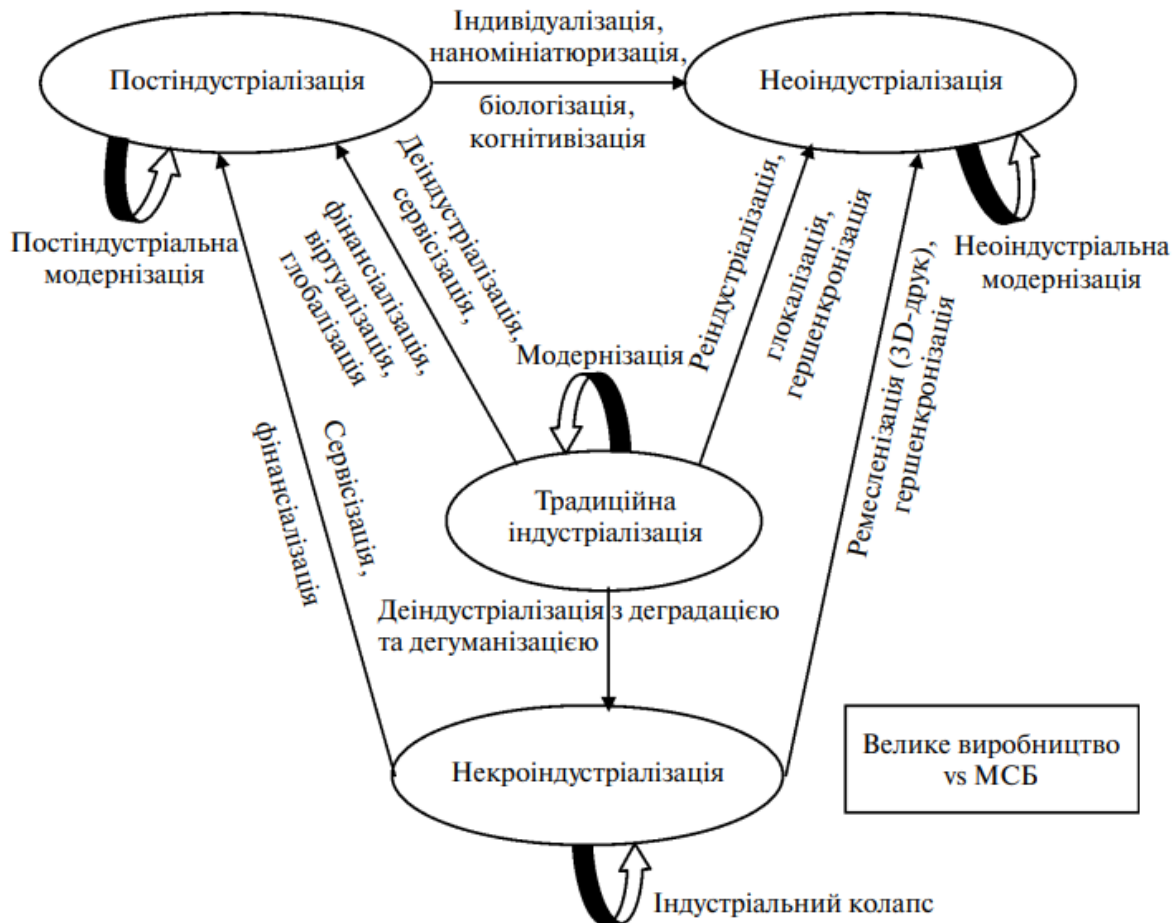 Індивідуалізація,
наномініатюризація,
Постіндустріалізація
Неоіндустріалізація
біологізація,
когнітивізація
Деіндустріалізація,
сервісізація,
фінансіалізація,
віртуалізація,
глобалізація
Реіндустріалізація,
глокалізація,
гершенкронізація
Постіндустріальна
модернізація
Неоіндустріальна
модернізація
Модернізація
Ремесленізація (3D-друк),
гершенкронізація
Сервісізація,
фінансіалізація
Традиційна
індустріалізація
Деіндустріалізація з деградацією
та дегуманізацією
Некроіндустріалізація
Велике виробництво
vs МСБ
Індустріальний колапс